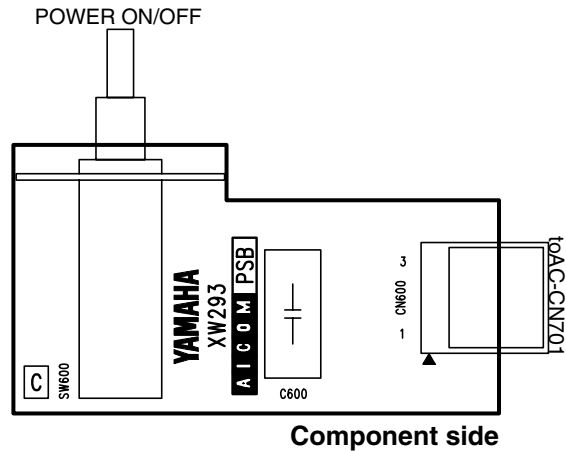 POWER ON/OFF
C
SW600
YAMAHA
XW293
AICOM PSB
C600
3
CN600
1
toAC-CN701
Component side